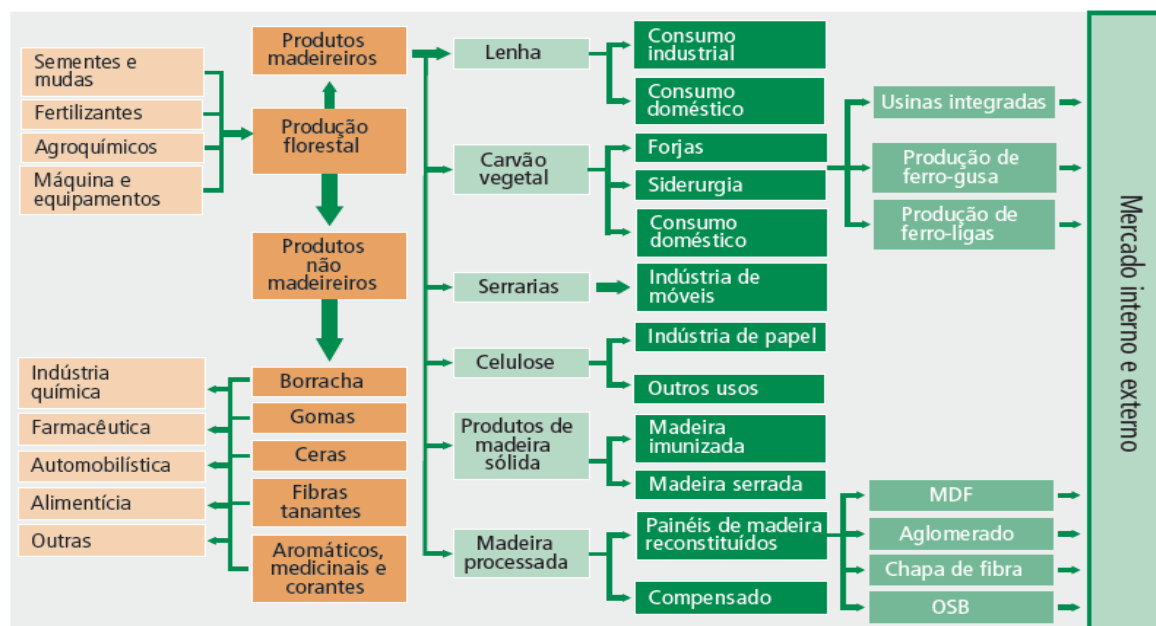 Sementes e
mudas
Fertilizantes
Agroquímicos
Máquina e
equipamentos
Produtos
madeireiros
Produção
florestal
Produtos
não
madeireiros
Borracha
Gomas
Ceras
Fibras
tanantes
Aromáticos,
medicinais e
corantes
Indústria
química
Farmacêutica
Automobilística
Alimentícia
Outras
Lenha
Carvão
vegetal
Serrarias
Celulose
Produtos de
madeira
sólida
Madeira
processada
Consumo
industrial
Consumo
doméstico
Forjas
Siderurgia
Consumo
doméstico
Indústria de
móveis
Indústria de papel
Outros usos
Madeira
imunizada
Madeira serrada
Painéis de madeira
reconstituídos
Compensado
Usinas integradas
Produção de
ferro-gusa
Produção de
ferro-ligas
MDF
Aglomerado
Chapa de fibra
OSB
Mercado interno e externo